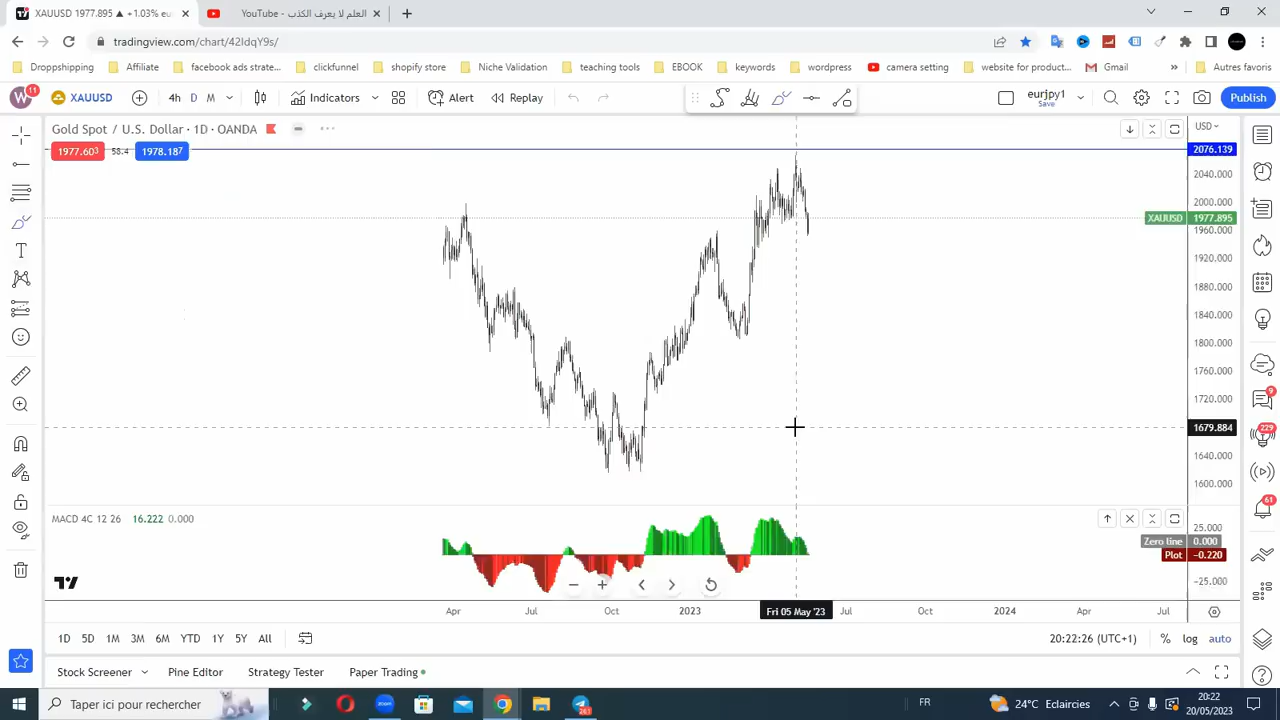 XAUUSD 1977.895 ▲ +1.03% eu
YouTube - العلم لا يعرف الكذب
tradingview.com/chart/42IdqY9s/
Droppshipping
Affiliate
facebook ads strate...
clickfunnel
shopify store
Niche Validation
teaching tools
EBOOK
keywords
wordpress
camera setting
website for product...
Gmail
»
Autres favoris
W
11
XAUUSD
4h
D
M
Indicators
Alert
Replay
eurjpy1
Save
Publish
Gold Spot / U.S. Dollar · 1D · OANDA
USD
1977.603
58.4
1978.187
2076.139
2040.000
2000.000
XAUUSD
1977.895
1960.000
1920.000
1880.000
1840.000
1800.000
1760.000
1720.000
1679.884
1640.000
1600.000
MACD 4C 12 26
16.222
0.000
25.000
Zero line
0.000
Plot
−0.220
−25.000
Apr
Jul
Oct
2023
Fri 05 May '23
Jul
Oct
2024
Apr
Jul
1D
5D
1M
3M
6M
YTD
1Y
5Y
All
20:22:26 (UTC+1)
%
log
auto
9
229
61
Stock Screener
Pine Editor
Strategy Tester
Paper Trading
Taper ici pour rechercher
zoom
FR
24°C Eclaircies
20:22
20/05/2023